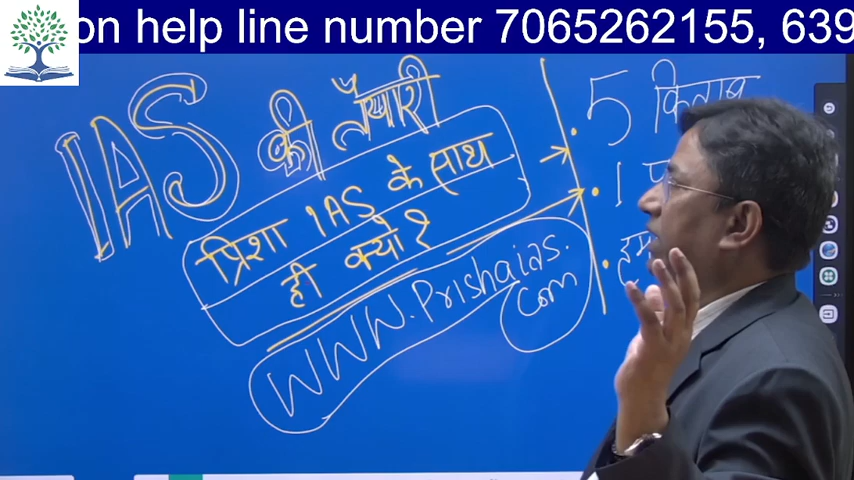 on help line number 7065262155, 639
IAS की तैयारी
प्रिशा IAS के साथ
ही क्यो ?
www.Prishaias.
com
5 किताब
1